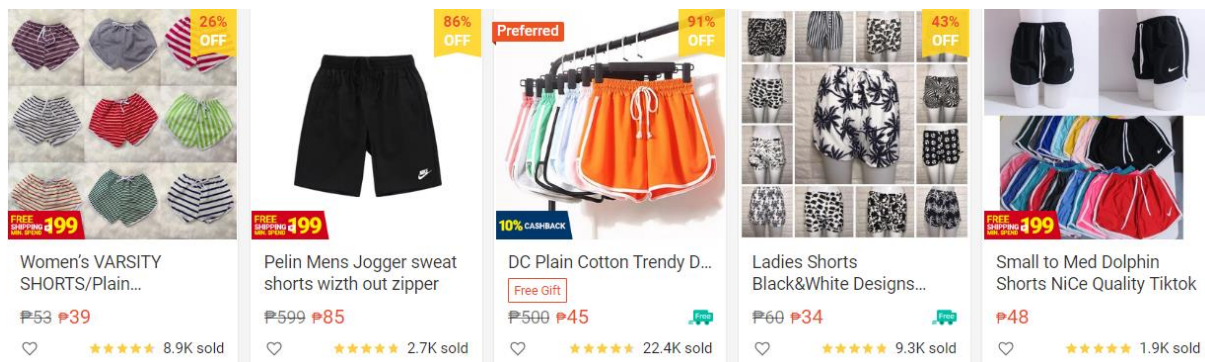 26%
OFF
FREE
SHIPPING
MIN. SPEND
₱199
Women's VARSITY
SHORTS/Plain...
₱53 ₱39
8.9K sold
86%
OFF
FREE
SHIPPING
MIN. SPEND
₱199
Pelin Mens Jogger sweat
shorts wizth out zipper
₱599 ₱85
2.7K sold
Preferred
91%
OFF
10% CASHBACK
DC Plain Cotton Trendy D...
Free Gift
₱500 ₱45
Free
22.4K sold
43%
OFF
Ladies Shorts
Black&White Designs...
₱60 ₱34
Free
9.3K sold
FREE
SHIPPING
MIN. SPEND
₱199
Small to Med Dolphin
Shorts NiCe Quality Tiktok
₱48
1.9K sold